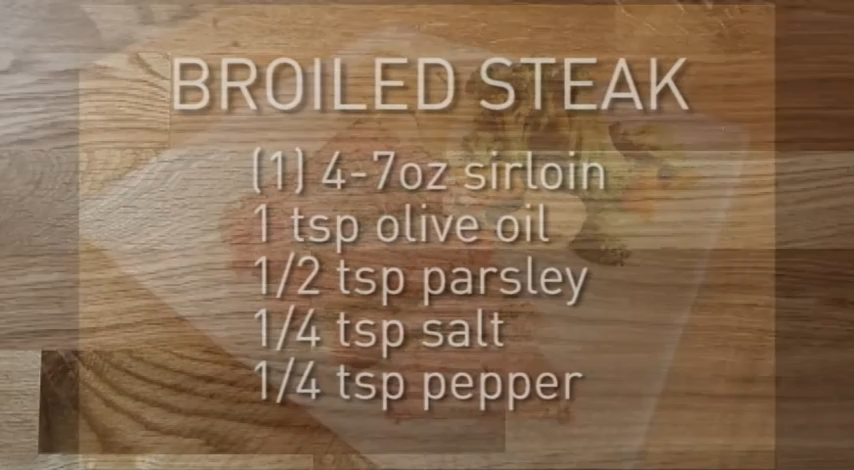 BROILED STEAK
(1) 4-7oz sirloin
1 tsp olive oil
1/2 tsp parsley
1/4 tsp salt
1/4 tsp pepper